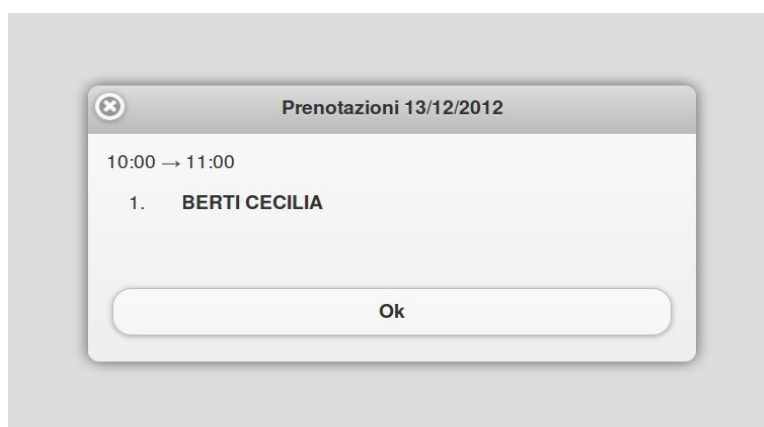 Prenotazioni 13/12/2012
10:00 → 11:00
1. BERTI CECILIA
Ok